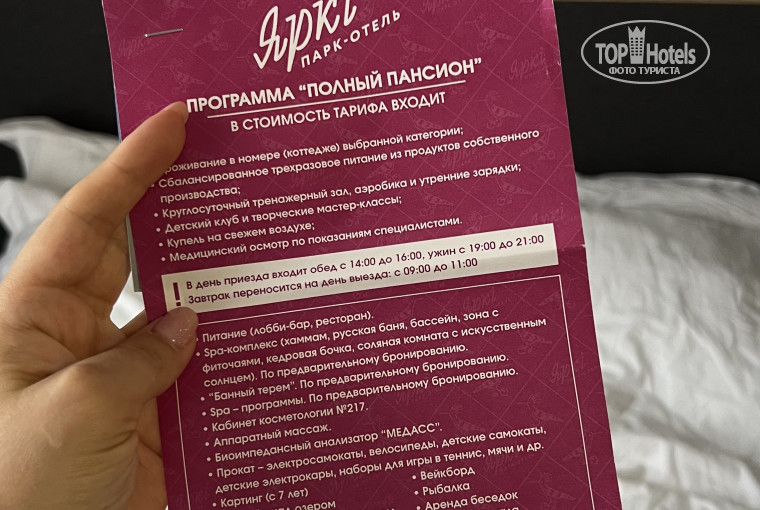 Яркі
ПАРК-ОТЕЛЬ
TOP Hotels
ФОТО ТУРИСТА
ПРОГРАММА “ПОЛНЫЙ ПАНСИОН”
В СТОИМОСТЬ ТАРИФА ВХОДИТ
роживание в номере (коттедже) выбранной категории;
• Сбалансированное трехразовое питание из продуктов собственного
производства;
• Круглосуточный тренажерный зал, аэробика и утренние зарядки;
• Детский клуб и творческие мастер-классы;
• Купель на свежем воздухе;
• Медицинский осмотр по показаниям специалистами.
! В день приезда входит обед с 14:00 до 16:00, ужин с 19:00 до 21:00
Завтрак переносится на день выезда: с 09:00 до 11:00
• Питание (лобби-бар, ресторан).
• Spa-комплекс (хаммам, русская баня, бассейн, зона с
фиточаями, кедровая бочка, соляная комната с искусственным
солнцем). По предварительному бронированию.
• “Банный терем”. По предварительному бронированию.
• Spa – программы. По предварительному бронированию.
• Кабинет косметологии №217.
• Аппаратный массаж.
• Биоимпедансный анализатор “МЕДАСС”.
• Прокат – электросамокаты, велосипеды, детские самокаты,
детские электрокары, наборы для игры в теннис, мячи и др.
• Картинг (с 7 лет)
• Вейкборд
озером
• Рыбалка
• Аренда беседок